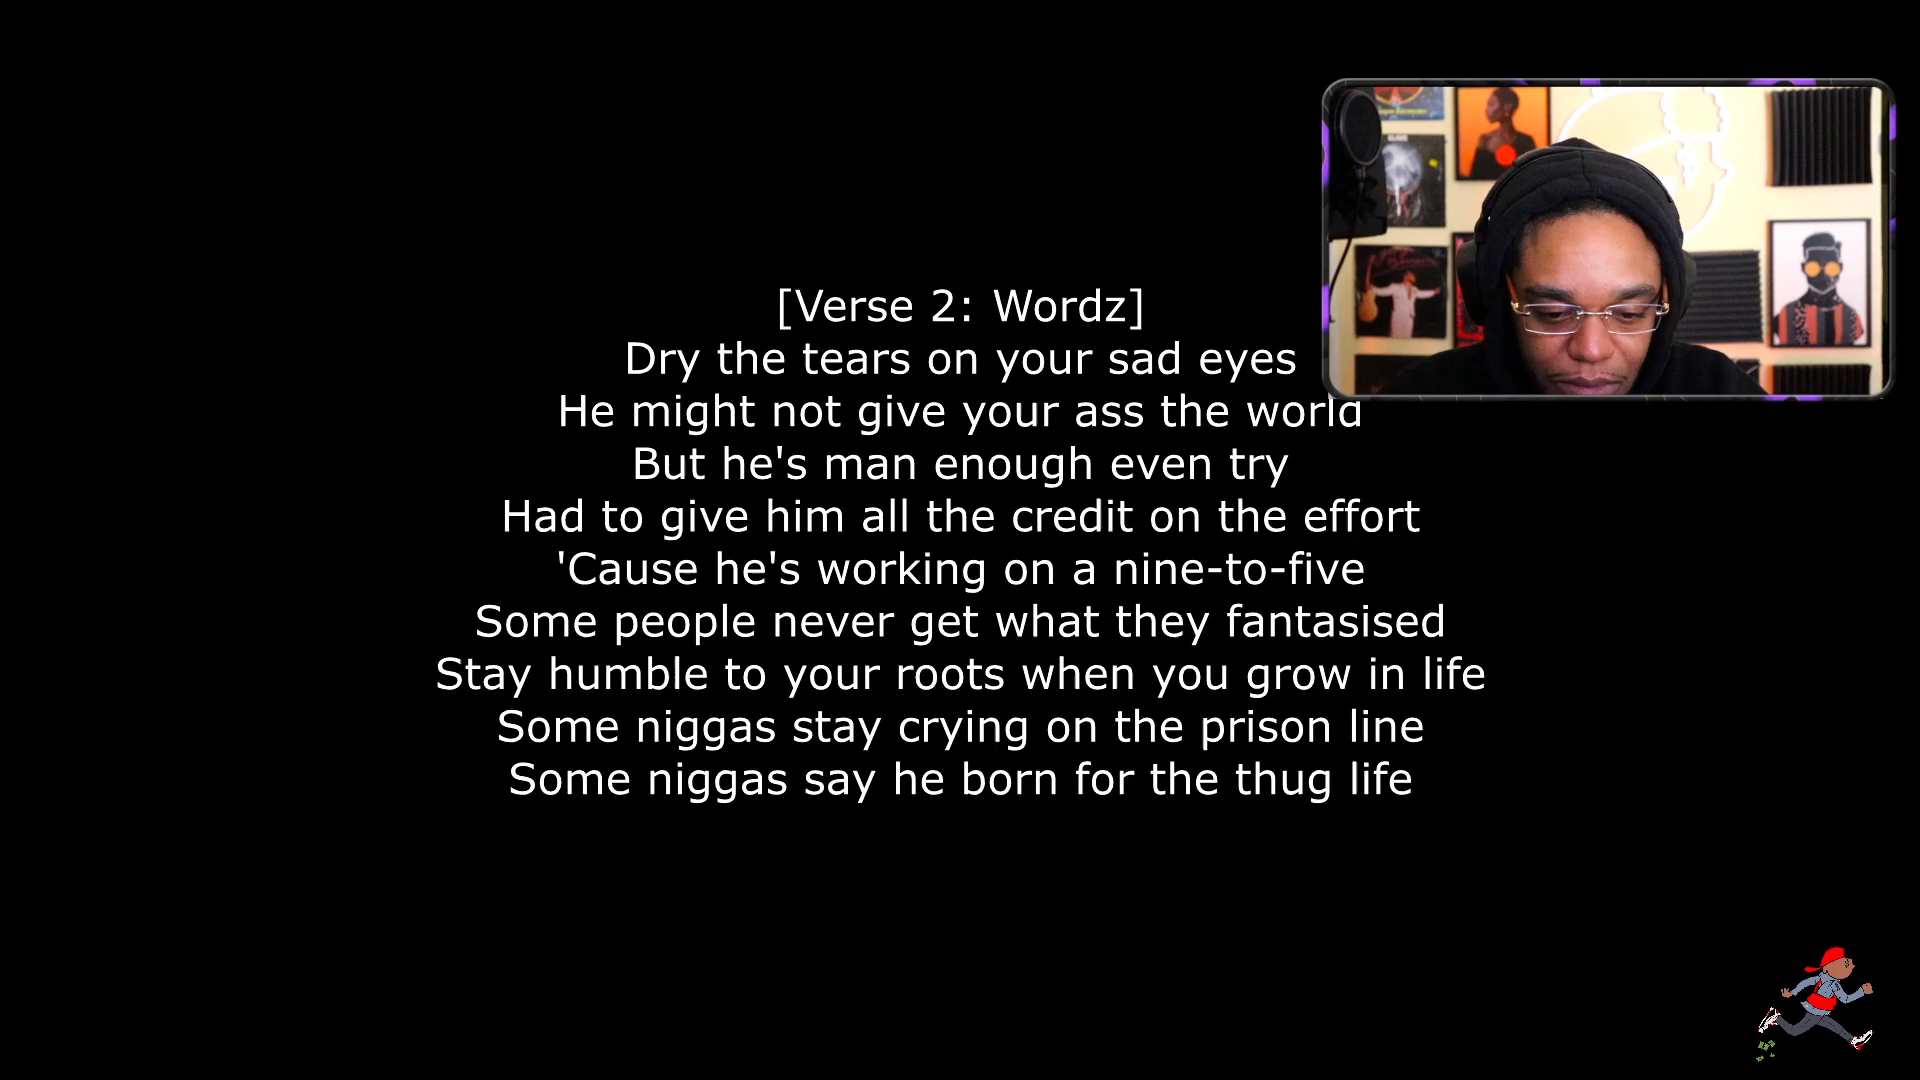 [Verse 2: Wordz]
Dry the tears on your sad eyes
He might not give your ass the world
But he's man enough even try
Had to give him all the credit on the effort
'Cause he's working on a nine-to-five
Some people never get what they fantasised
Stay humble to your roots when you grow in life
Some niggas stay crying on the prison line
Some niggas say he born for the thug life